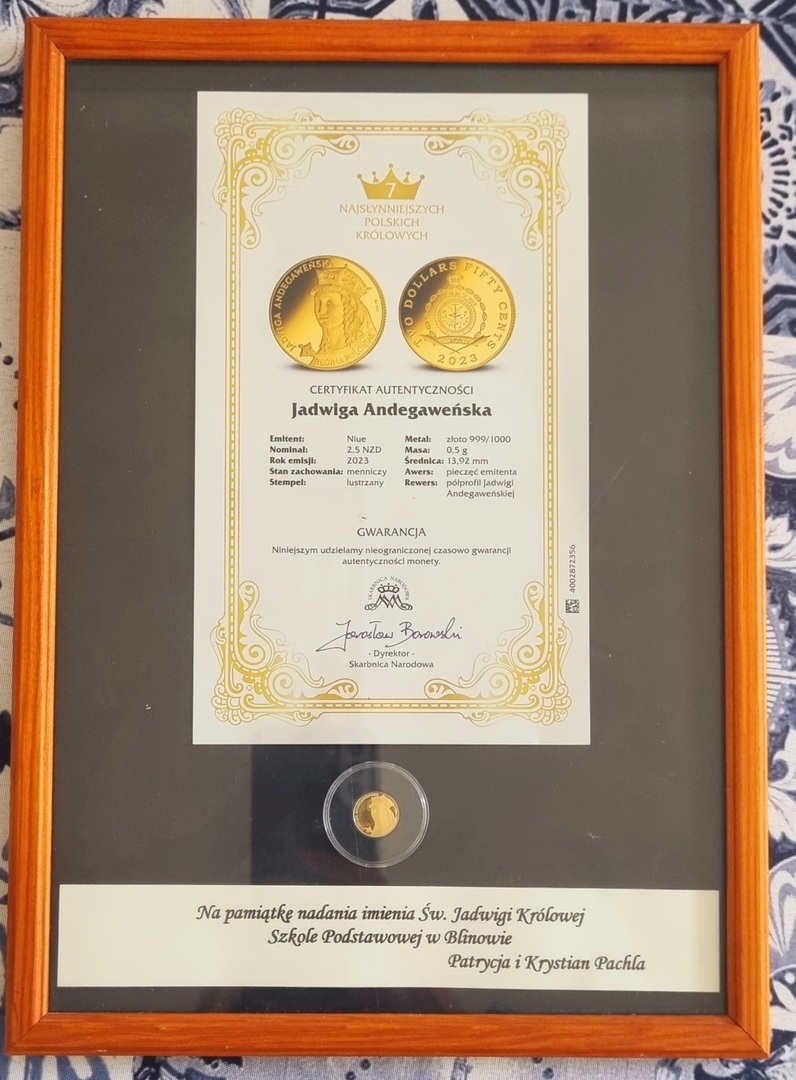 7
NAJSŁYNNIEJSZYCH
POLSKICH
KRÓLOWYCH
JADWIGA ANDEGAWEŃSKA
TWO DOLLARS FIFTY CENTS
2023
CERTYFIKAT AUTENTYCZNOŚCI
Jadwiga Andegaweńska
Emitent: Niue
Nominał: 2,5 NZD
Rok emisji: 2023
Stan zachowania: menniczy
Stempel: lustrzany
Metal: złoto 999/1000
Masa: 0,5 g
Średnica: 13,92 mm
Awers: pieczęć emitenta
Rewers: półprofil Jadwigi
Andegaweńskiej
GWARANCJA
Niniejszym udzielamy nieograniczonej czasowo gwarancji
autentyczności monety.
SKARBNICA NARODOWA
Jarosław Borowski
- Dyrektor -
Skarbnica Narodowa
4002872356
Na pamiątkę nadania imienia Św. Jadwigi Królowej
Szkole Podstawowej w Blinowie
Patrycja i Krystian Pachla